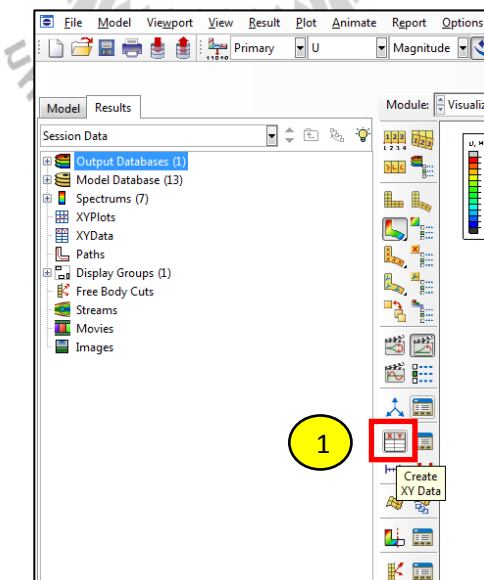 File Model Viewport View Result Plot Animate Report Options
Primary U Magnitude
Model Results
Module: Visualiz
Session Data
Output Databases (1)
Model Database (13)
Spectrums (7)
XYPlots
XYData
Paths
Display Groups (1)
Free Body Cuts
Streams
Movies
Images
1
X Y
Create
XY Data